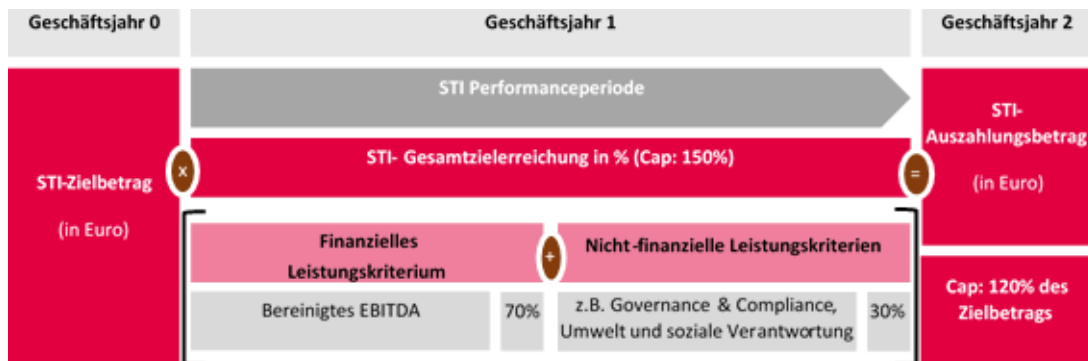 Geschäftsjahr 0
Geschäftsjahr 1
Geschäftsjahr 2
STI Performanceperiode
STI-
Auszahlungsbetrag
(in Euro)
STI- Gesamtzielerreichung in % (Cap: 150%)
STI-Zielbetrag
(in Euro)
x
=
Finanzielles
Leistungskriterium
+
Nicht-finanzielle Leistungskriterien
Bereinigtes EBITDA
70%
z.B. Governance & Compliance,
Umwelt und soziale Verantwortung
30%
Cap: 120% des
Zielbetrags